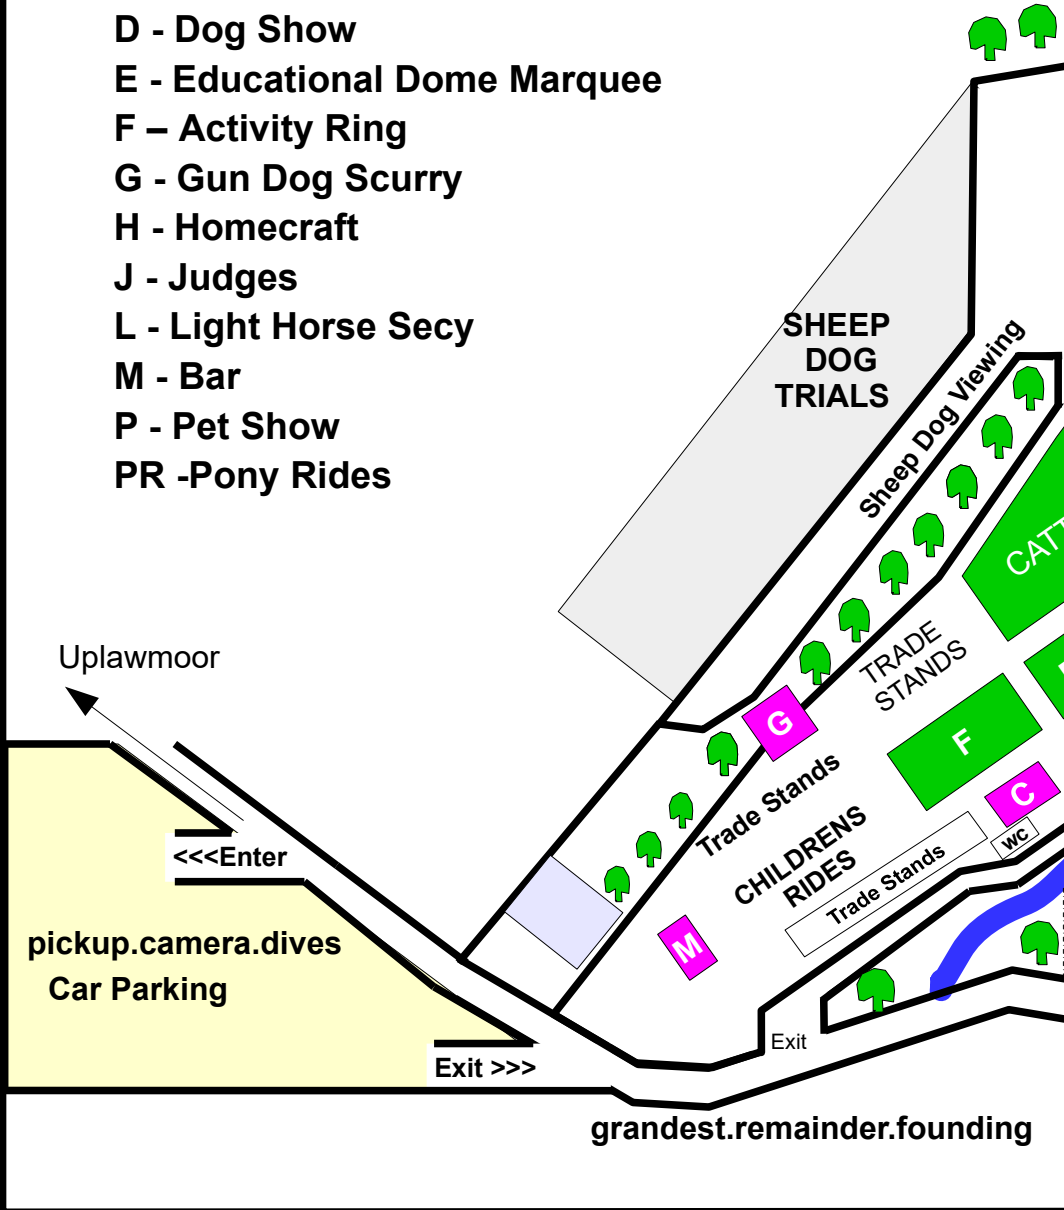 D - Dog Show
E - Educational Dome Marquee
F – Activity Ring
G - Gun Dog Scurry
H - Homecraft
J - Judges
L - Light Horse Secy
M - Bar
P - Pet Show
PR -Pony Rides
SHEEP
DOG
TRIALS
Sheep Dog Viewing
CATT
TRADE
STANDS
Uplawmoor
G
F
Trade Stands
C
CHILDRENS
RIDES
wc
Trade Stands
<<<Enter
M
pickup.camera.dives
Car Parking
Exit
Exit >>>
grandest.remainder.founding